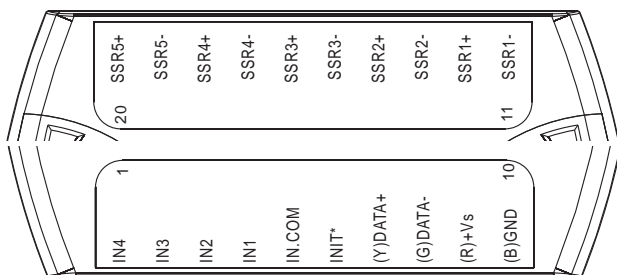 SSR5+
SSR5-
SSR4+
SSR4-
SSR3+
SSR3-
SSR2+
SSR2-
SSR1+
SSR1-
20
11
1
10
IN4
IN3
IN2
IN1
IN.COM
INIT*
(Y)DATA+
(G)DATA-
(R)+Vs
(B)GND